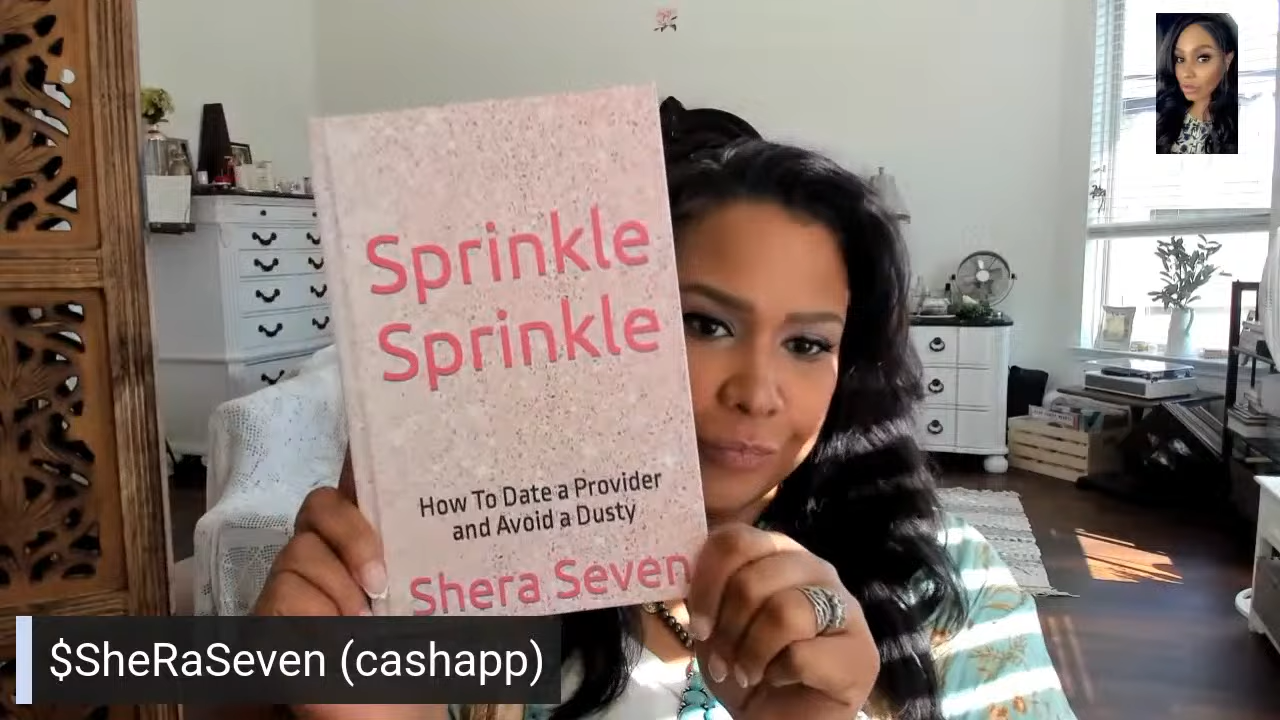 Sprinkle
Sprinkle
How To Date a Provider
and Avoid a Dusty
Shera Seven
$SheRaSeven (cashapp)